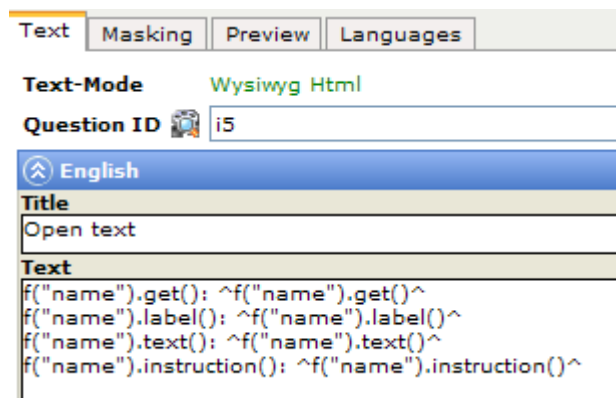 Text Masking Preview Languages
Text-Mode Wysiwyg Html
Question ID i5
English
Title
Open text
Text
f("name").get(): ^f("name").get()^
f("name").label(): ^f("name").label()^
f("name").text(): ^f("name").text()^
f("name").instruction(): ^f("name").instruction()^